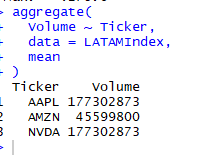 > aggregate(
+   Volume ~ Ticker,
+   data = LATAMIndex,
+   mean
+ )
  Ticker    Volume
1   AAPL 177302873
2   AMZN  45599800
3   NVDA 177302873
>